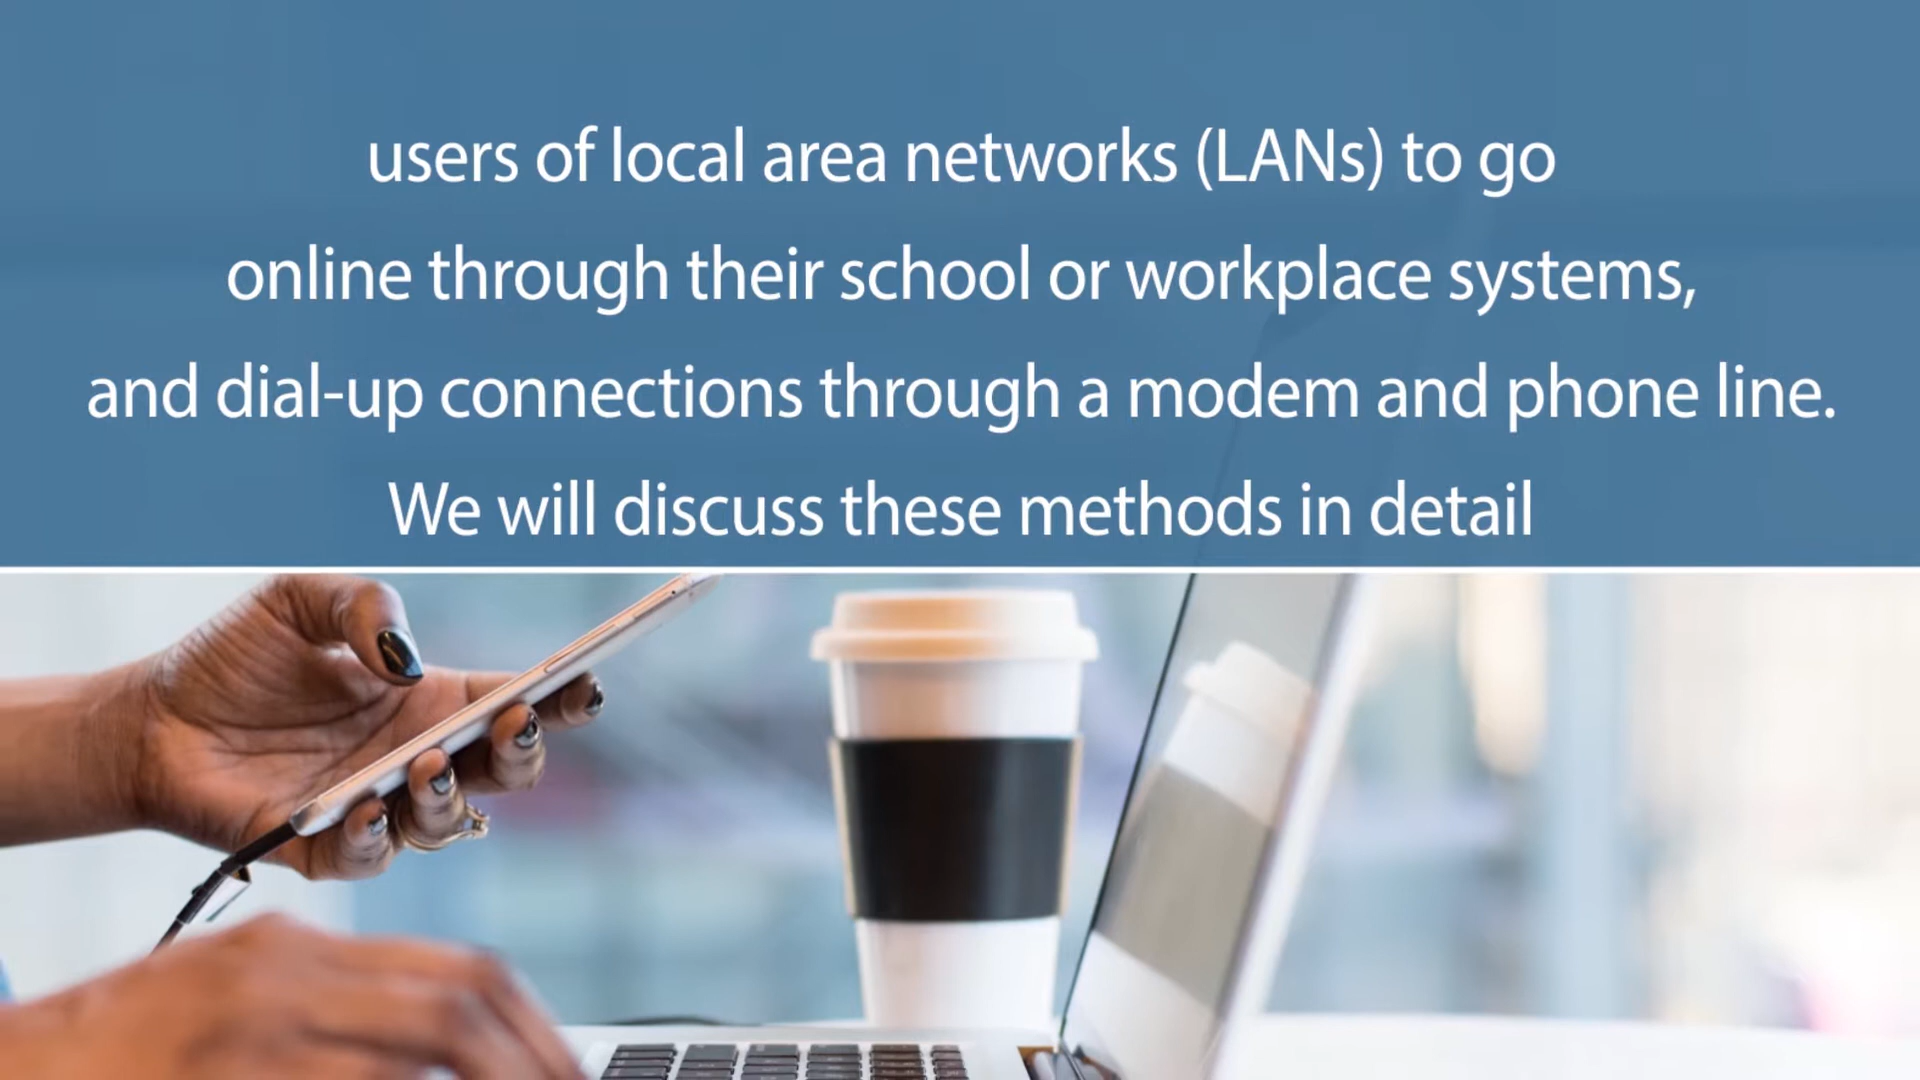 users of local area networks (LANs) to go
online through their school or workplace systems,
and dial-up connections through a modem and phone line.
We will discuss these methods in detail